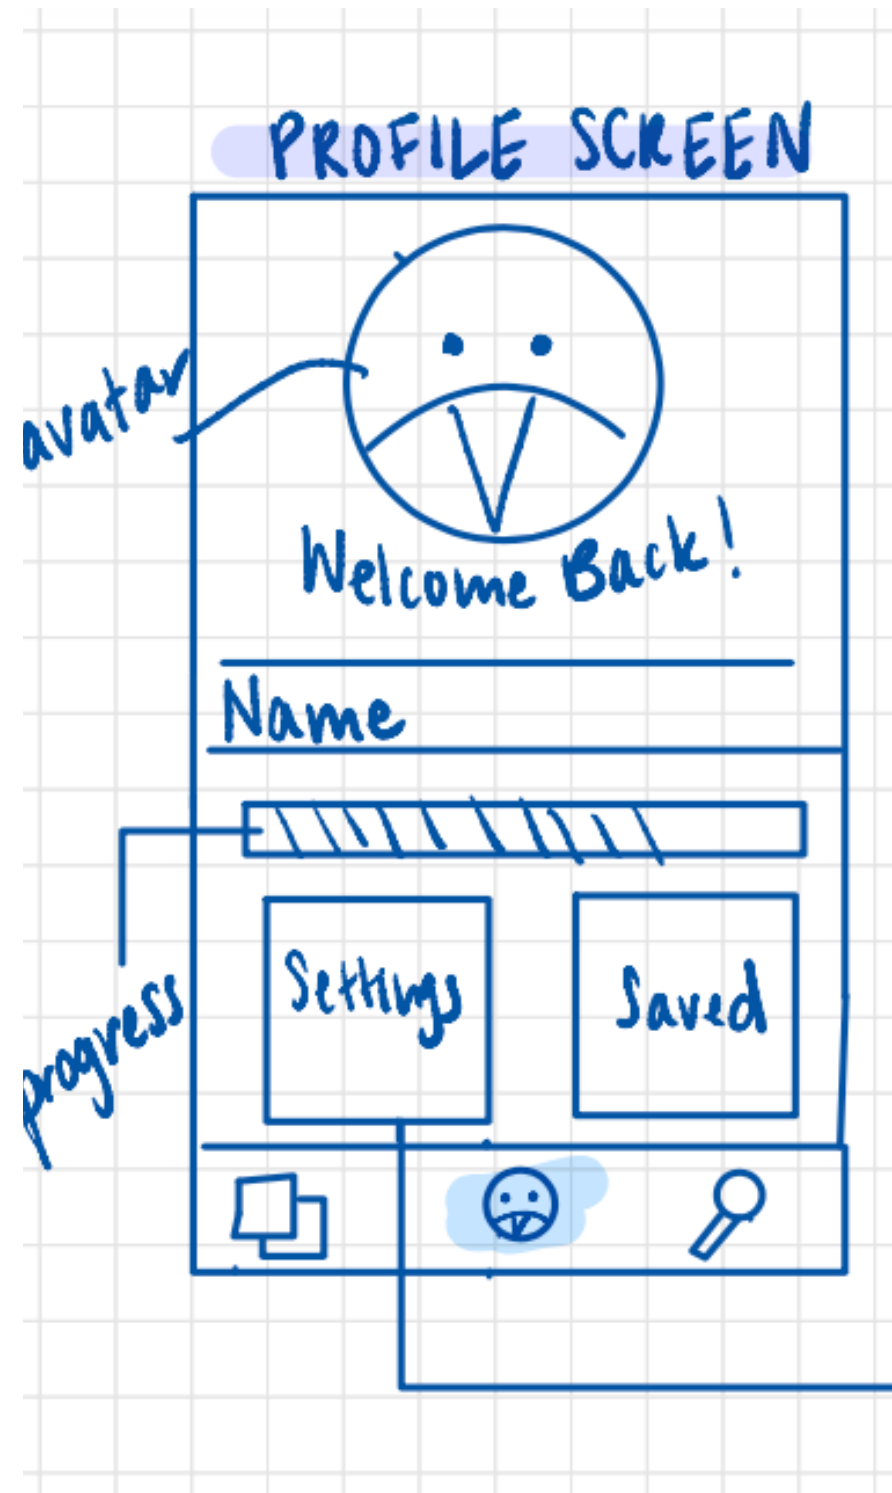 PROFILE SCREEN
avatar
Welcome Back!
Name
progress
Settings
Saved